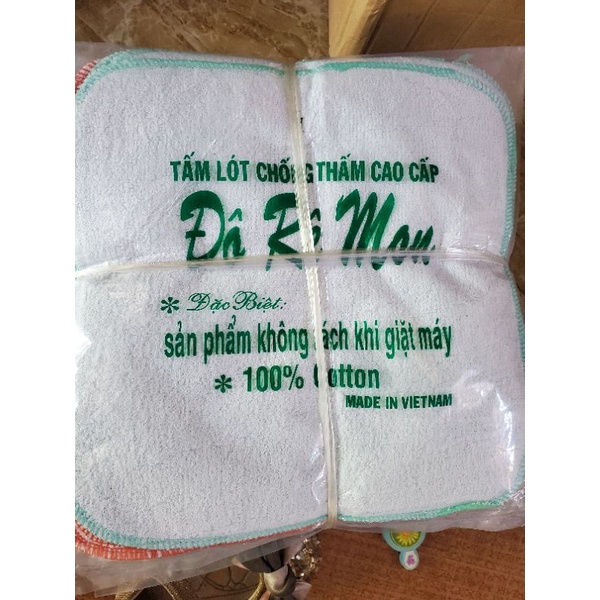 TẤM LÓT CHỐNG THẤM CAO CẤP
Đô Rê Mon
* Đặc Biệt:
sản phẩm không rách khi giặt máy
* 100% Cotton
MADE IN VIETNAM